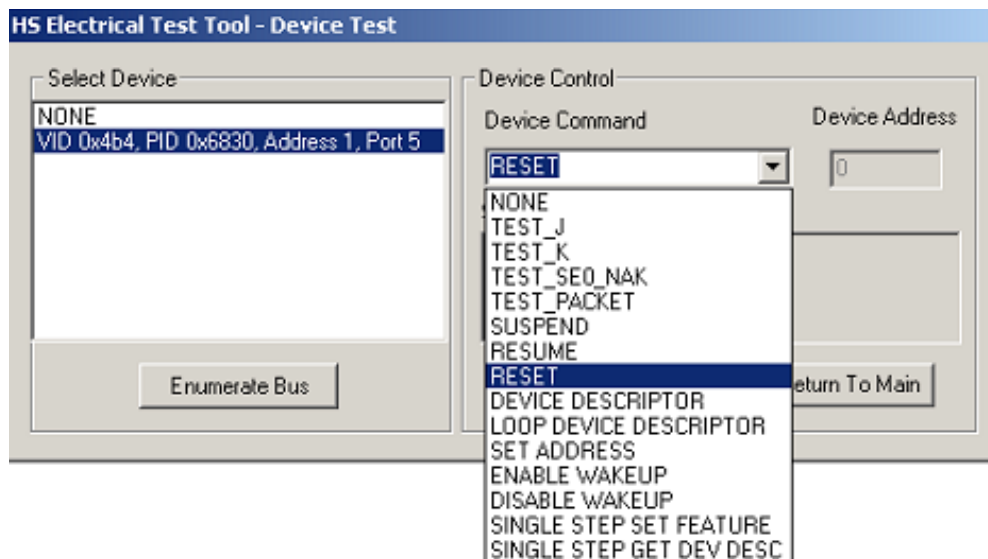 HS Electrical Test Tool - Device Test
Select Device
NONE
VID 0x4b4, PID 0x6830, Address 1, Port 5
Enumerate Bus
Device Control
Device Command
Device Address
RESET
0
NONE
TEST_J
TEST_K
TEST_SE0_NAK
TEST_PACKET
SUSPEND
RESUME
RESET
DEVICE DESCRIPTOR
LOOP DEVICE DESCRIPTOR
SET ADDRESS
ENABLE WAKEUP
DISABLE WAKEUP
SINGLE STEP SET FEATURE
SINGLE STEP GET DEV DESC
eturn To Main